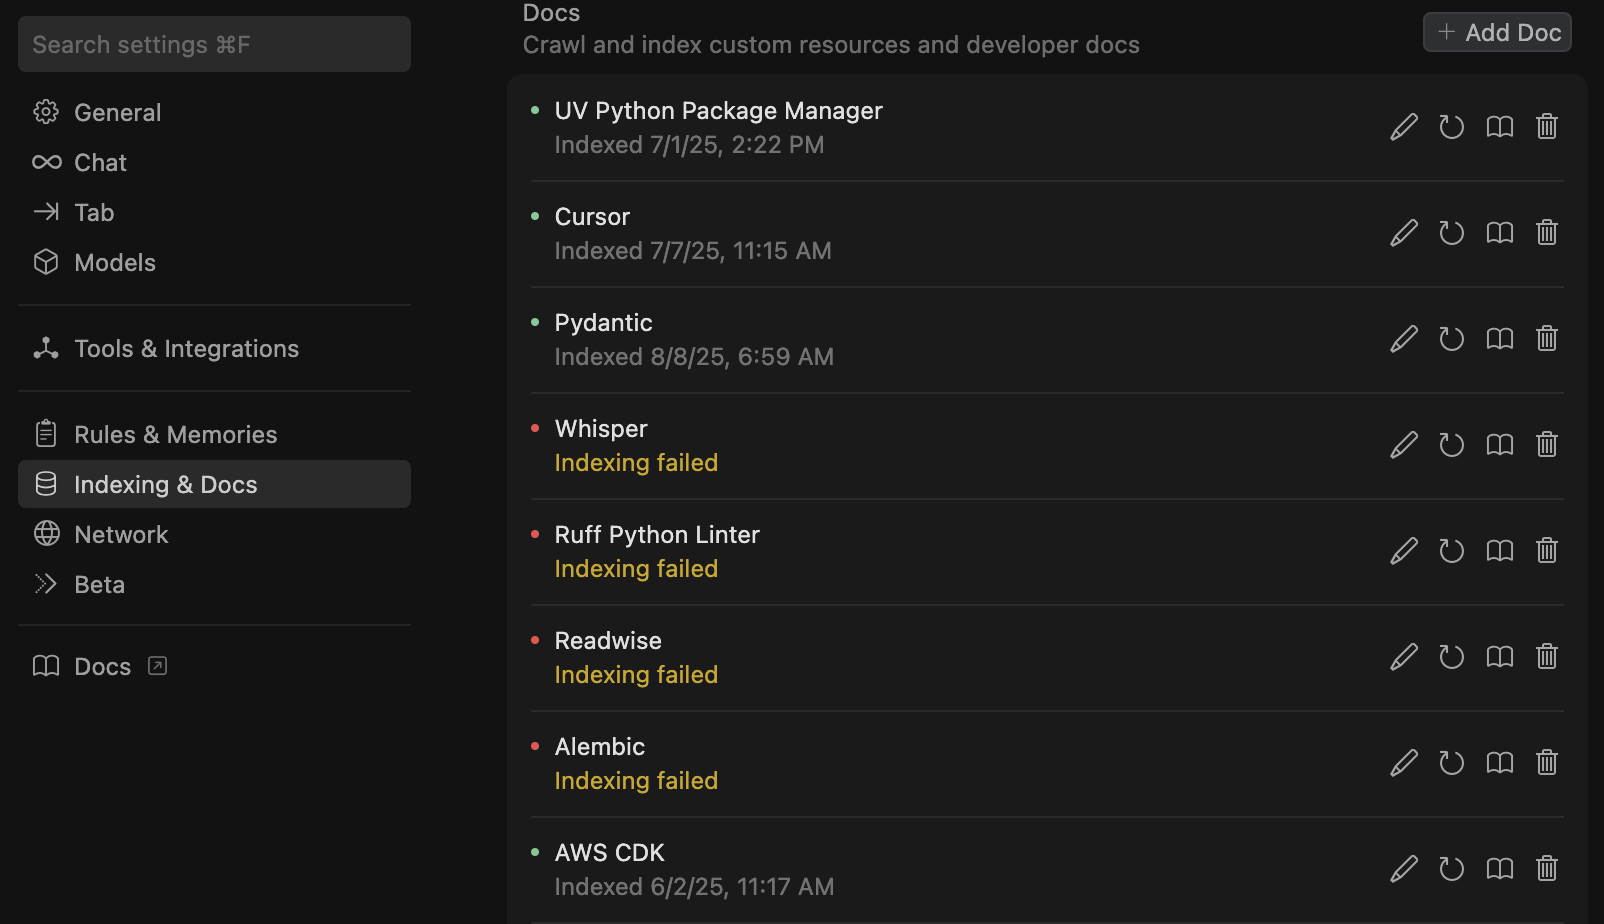 Search settings ⌘F
General
Chat
Tab
Models
Tools & Integrations
Rules & Memories
Indexing & Docs
Network
Beta
Docs
Docs
Crawl and index custom resources and developer docs
+ Add Doc
UV Python Package Manager
Indexed 7/1/25, 2:22 PM
Cursor
Indexed 7/7/25, 11:15 AM
Pydantic
Indexed 8/8/25, 6:59 AM
Whisper
Indexing failed
Ruff Python Linter
Indexing failed
Readwise
Indexing failed
Alembic
Indexing failed
AWS CDK
Indexed 6/2/25, 11:17 AM